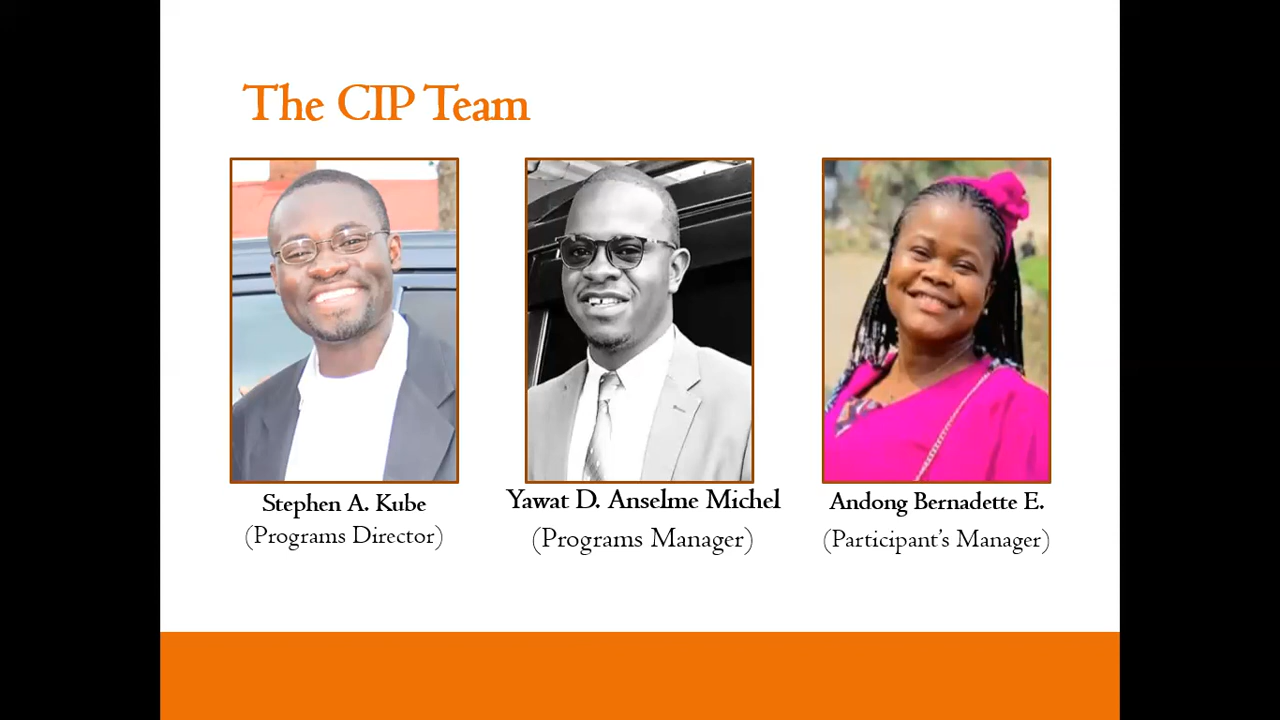 The CIP Team
Stephen A. Kube
(Programs Director)
Yawat D. Anselme Michel
(Programs Manager)
Andong Bernadette E.
(Participant’s Manager)